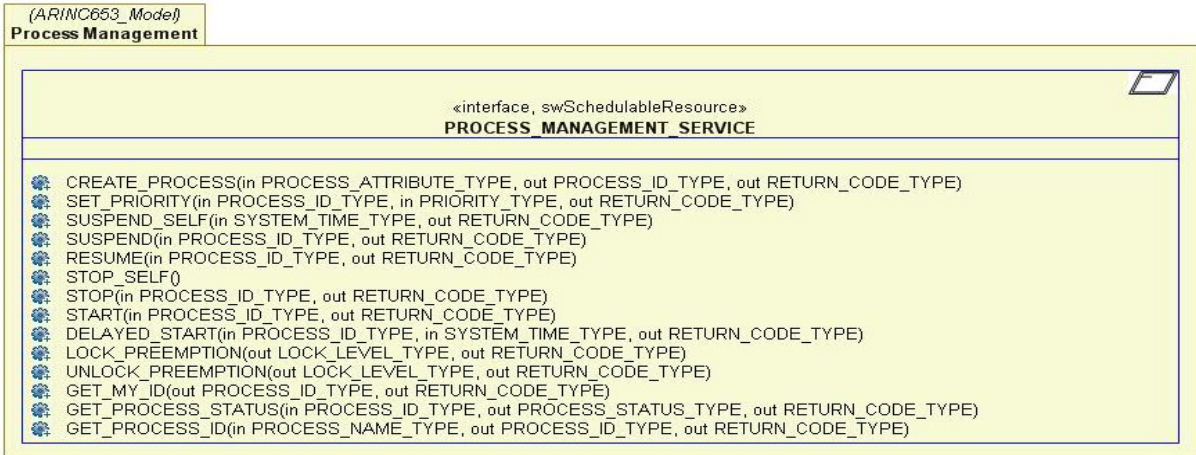 (ARINC653_Model)
Process Management
«interface, swSchedulableResource»
PROCESS_MANAGEMENT_SERVICE
CREATE_PROCESS(in PROCESS_ATTRIBUTE_TYPE, out PROCESS_ID_TYPE, out RETURN_CODE_TYPE)
SET_PRIORITY(in PROCESS_ID_TYPE, in PRIORITY_TYPE, out RETURN_CODE_TYPE)
SUSPEND_SELF(in SYSTEM_TIME_TYPE, out RETURN_CODE_TYPE)
SUSPEND(in PROCESS_ID_TYPE, out RETURN_CODE_TYPE)
RESUME(in PROCESS_ID_TYPE, out RETURN_CODE_TYPE)
STOP_SELF()
STOP(in PROCESS_ID_TYPE, out RETURN_CODE_TYPE)
START(in PROCESS_ID_TYPE, out RETURN_CODE_TYPE)
DELAYED_START(in PROCESS_ID_TYPE, in SYSTEM_TIME_TYPE, out RETURN_CODE_TYPE)
LOCK_PREEMPTION(out LOCK_LEVEL_TYPE, out RETURN_CODE_TYPE)
UNLOCK_PREEMPTION(out LOCK_LEVEL_TYPE, out RETURN_CODE_TYPE)
GET_MY_ID(out PROCESS_ID_TYPE, out RETURN_CODE_TYPE)
GET_PROCESS_STATUS(in PROCESS_ID_TYPE, out PROCESS_STATUS_TYPE, out RETURN_CODE_TYPE)
GET_PROCESS_ID(in PROCESS_NAME_TYPE, out PROCESS_ID_TYPE, out RETURN_CODE_TYPE)